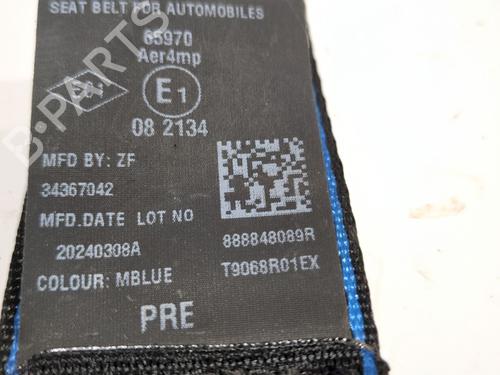 SEAT BELT FOR AUTOMOBILES
65970
Aer4mp
E1
08 2134
MFD BY: ZF
34367042
MFD.DATE LOT NO
20240308A
888848089R
COLOUR: MBLUE
T9068R01EX
PRE
B-PARTS